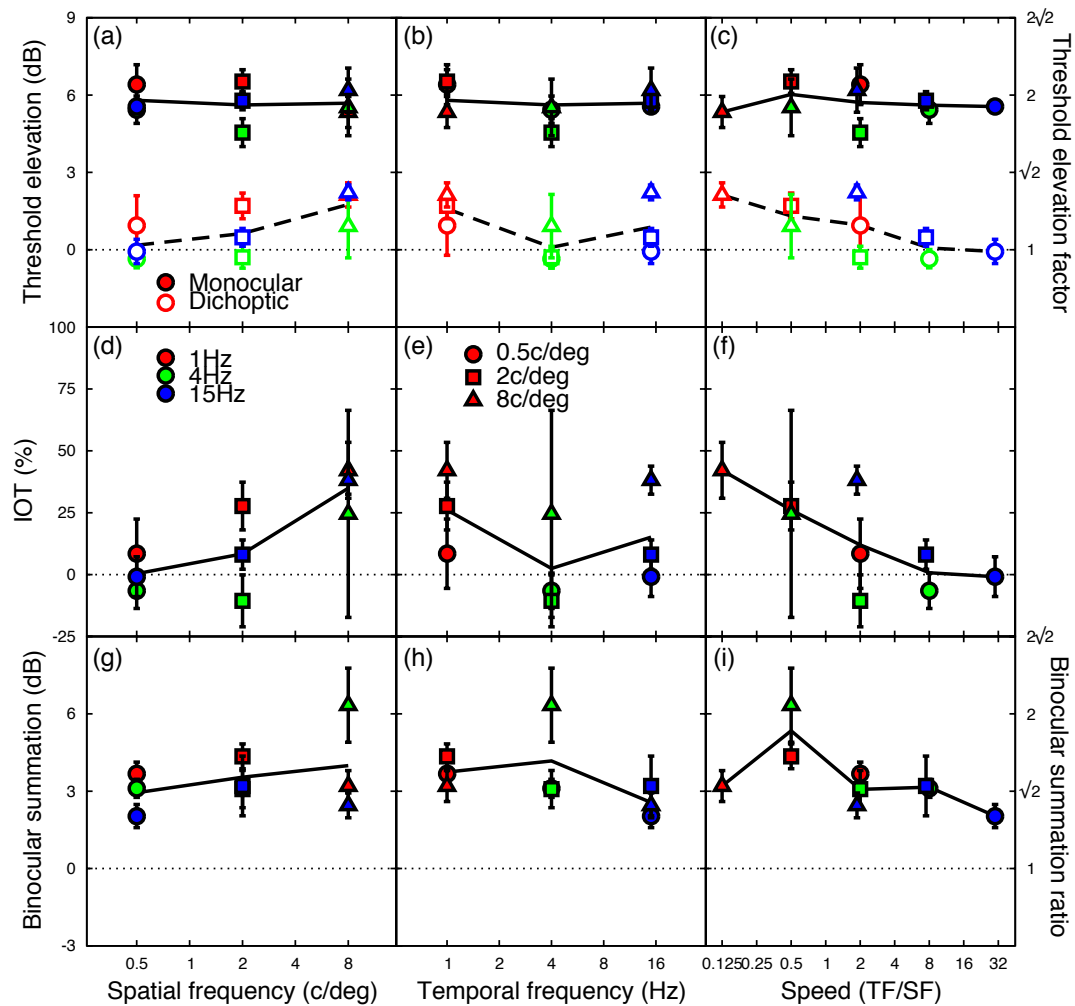 (a)
(b)
(c)
9
6
3
0
Threshold elevation (dB)
2√2
2
√2
1
Threshold elevation factor
Monocular
Dichoptic
(d)
(e)
(f)
100
75
50
25
0
-25
IOT (%)
1Hz
4Hz
15Hz
0.5c/deg
2c/deg
8c/deg
(g)
(h)
(i)
6
3
0
-3
Binocular summation (dB)
2√2
2
√2
1
Binocular summation ratio
0.5 1 2 4 8
1 2 4 8 16
0.125 0.25 0.5 1 2 4 8 16 32
Spatial frequency (c/deg)
Temporal frequency (Hz)
Speed (TF/SF)